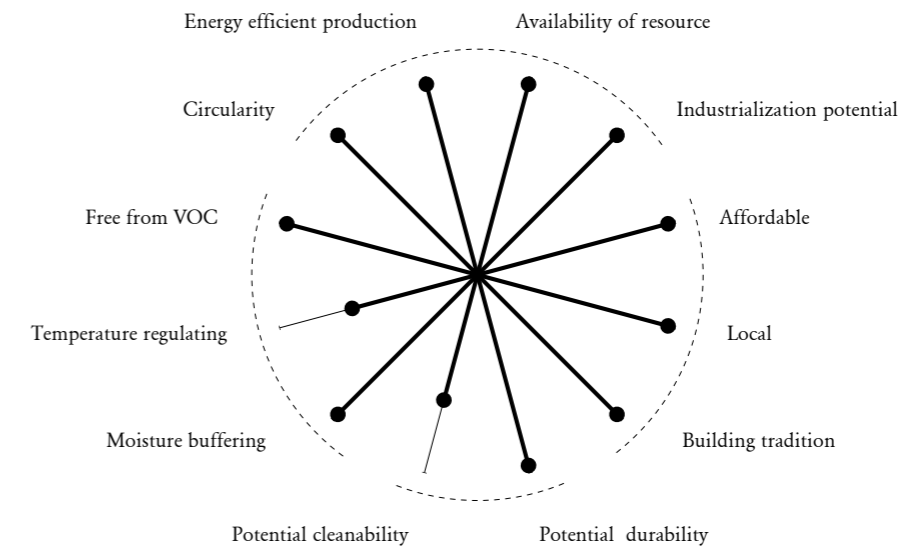 Energy efficient production
Availability of resource
Circularity
Industrialization potential
Free from VOC
Affordable
Temperature regulating
Local
Moisture buffering
Building tradition
Potential cleanability
Potential  durability